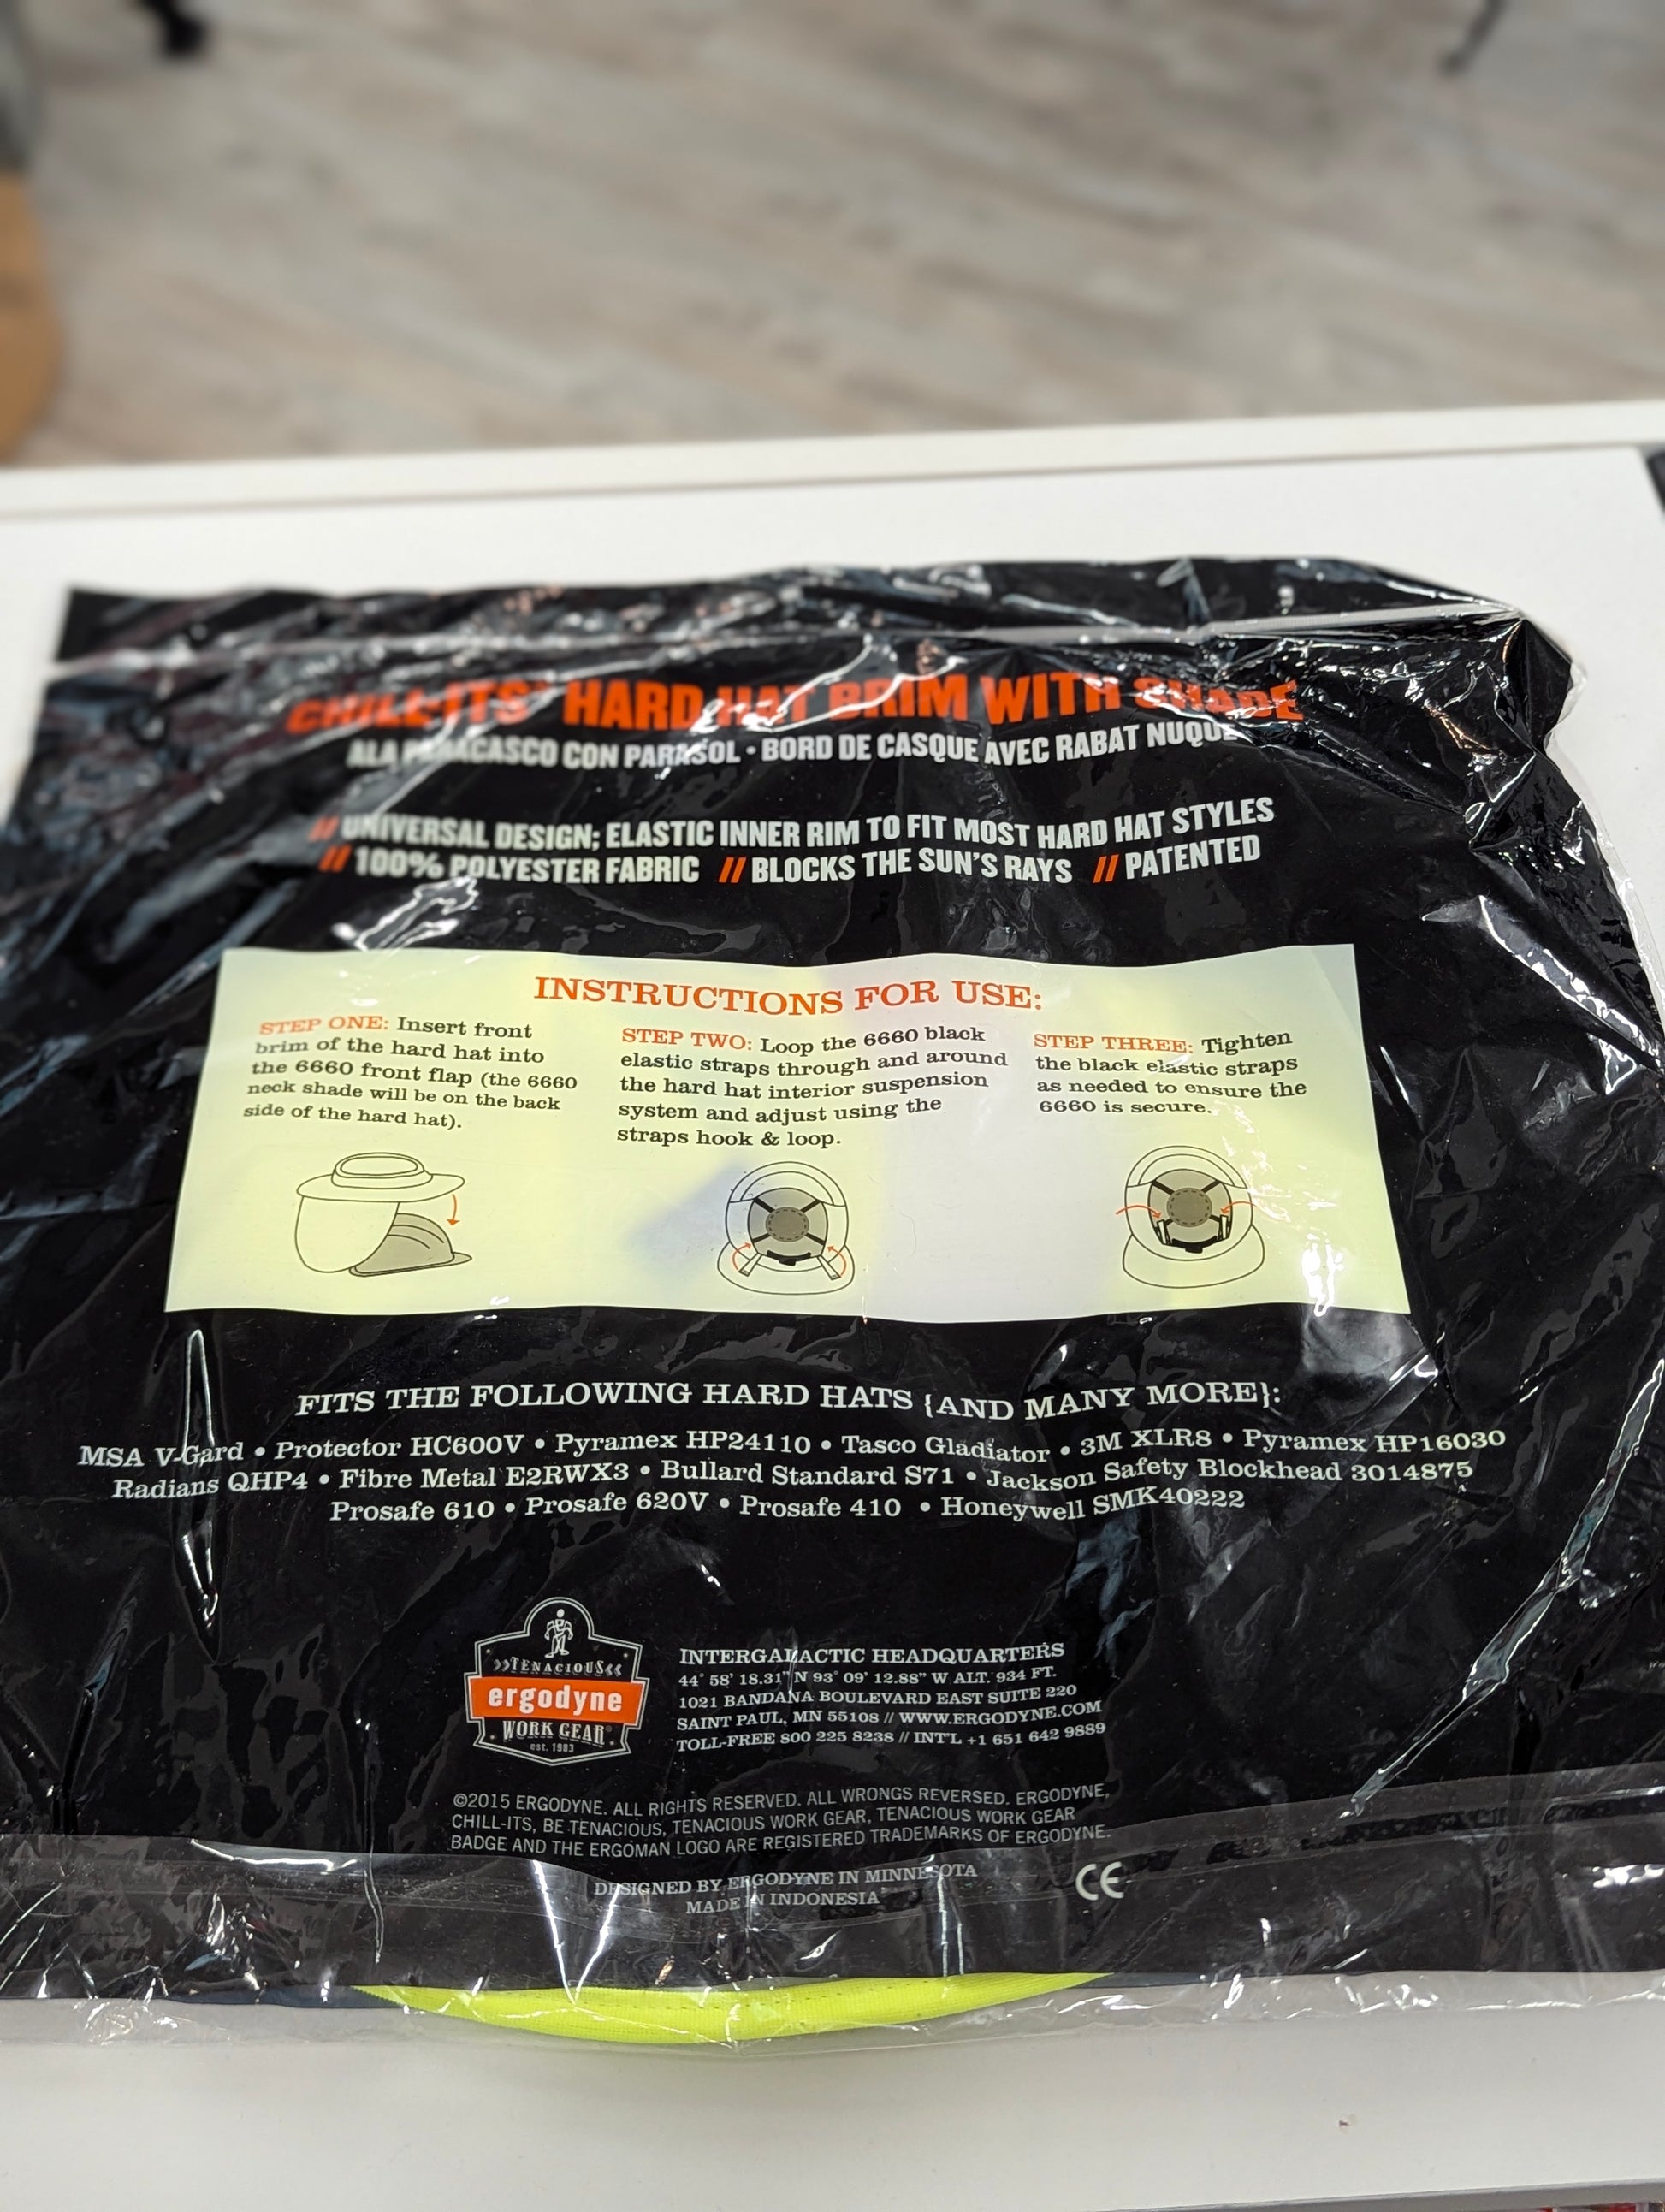 CHILL-ITS® HARD HAT BRIM WITH SHADE
ALA PARACASCO CON PARASOL • BORD DE CASQUE AVEC RABAT NUQUE
// UNIVERSAL DESIGN; ELASTIC INNER RIM TO FIT MOST HARD HAT STYLES
// 100% POLYESTER FABRIC // BLOCKS THE SUN'S RAYS // PATENTED
INSTRUCTIONS FOR USE:
STEP ONE: Insert front
brim of the hard hat into
the 6660 front flap (the 6660
neck shade will be on the back
side of the hard hat).
STEP TWO: Loop the 6660 black
elastic straps through and around
the hard hat interior suspension
system and adjust using the
straps hook & loop.
STEP THREE: Tighten
the black elastic straps
as needed to ensure the
6660 is secure.
FITS THE FOLLOWING HARD HATS {AND MANY MORE}:
MSA V-Gard • Protector HC600V • Pyramex HP24110 • Tasco Gladiator • 3M XLR8 • Pyramex HP16030
Radians QHP4 • Fibre Metal E2RWX3 • Bullard Standard S71 • Jackson Safety Blockhead 3014875
Prosafe 610 • Prosafe 620V • Prosafe 410 • Honeywell SMK40222
»TENACIOUS«
ergodyne
WORK GEAR®
est. 1983
INTERGALACTIC HEADQUARTERS
44° 58' 18.31" N 93° 09' 12.88" W ALT. 934 FT.
1021 BANDANA BOULEVARD EAST SUITE 220
SAINT PAUL, MN 55108 // WWW.ERGODYNE.COM
TOLL-FREE 800 225 8238 // INT'L +1 651 642 9889
©2015 ERGODYNE. ALL RIGHTS RESERVED. ALL WRONGS REVERSED. ERGODYNE,
CHILL-ITS, BE TENACIOUS, TENACIOUS WORK GEAR, TENACIOUS WORK GEAR
BADGE AND THE ERGOMAN LOGO ARE REGISTERED TRADEMARKS OF ERGODYNE.
DESIGNED BY ERGODYNE IN MINNESOTA
MADE IN INDONESIA
CE